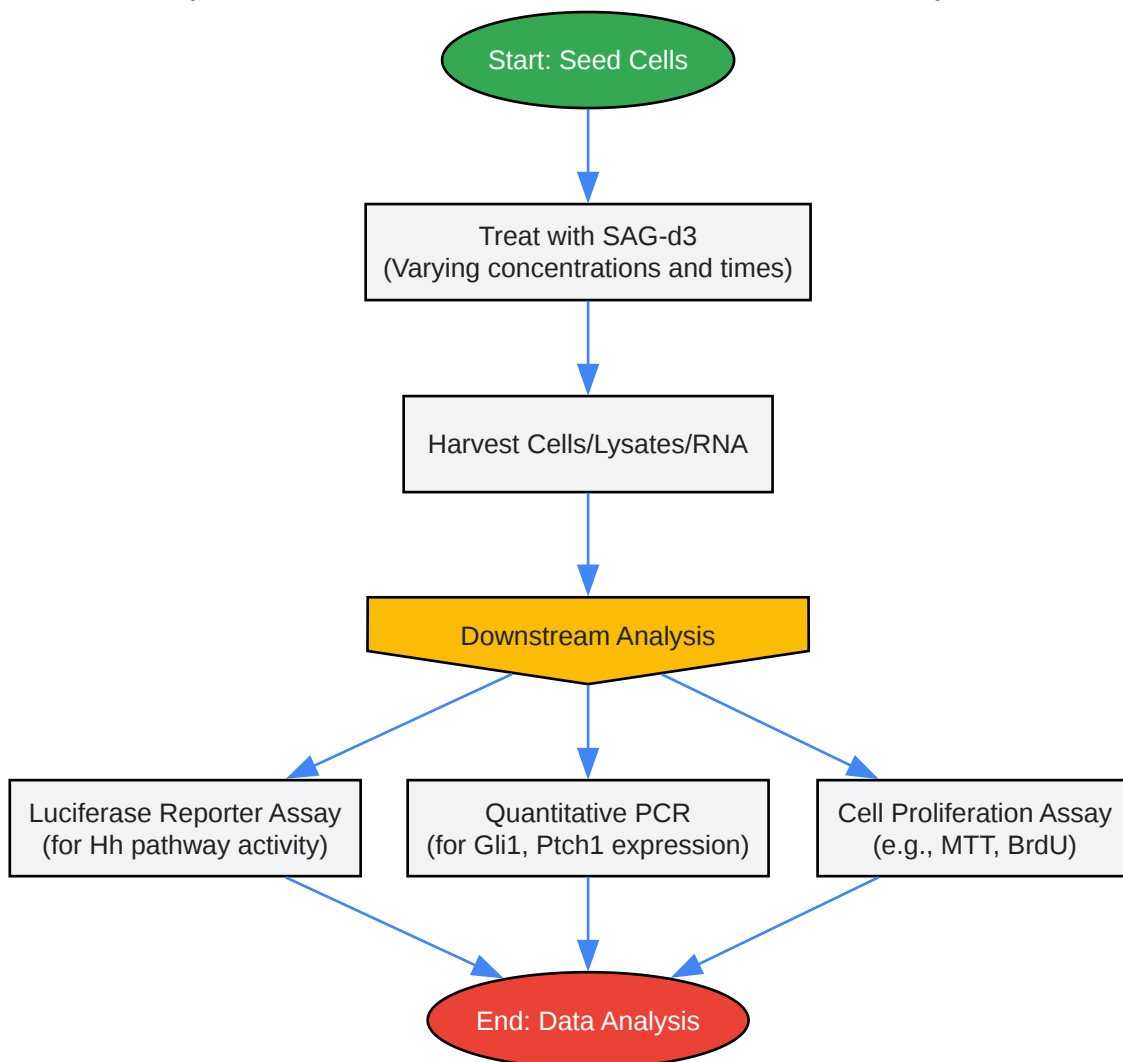 Start: Seed Cells
Treat with SAG-d3
(Varying concentrations and times)
Harvest Cells/Lysates/RNA
Downstream Analysis
Luciferase Reporter Assay
(for Hh pathway activity)
Quantitative PCR
(for Gli1, Ptch1 expression)
Cell Proliferation Assay
(e.g., MTT, BrdU)
End: Data Analysis